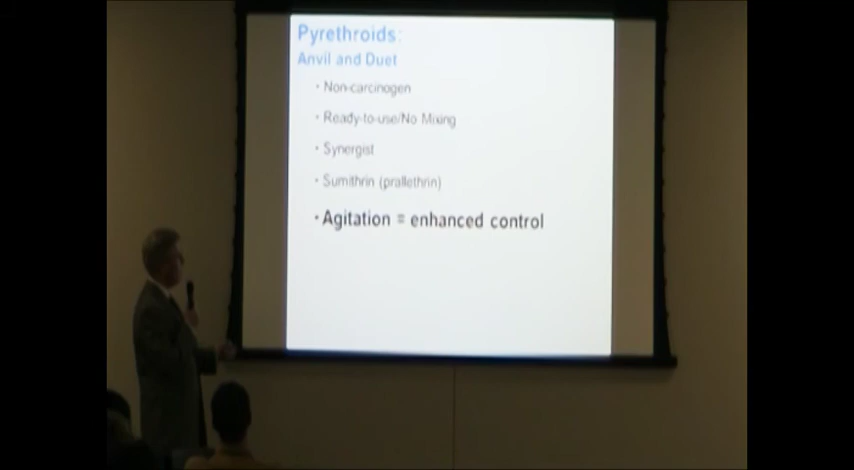 Pyrethroids:
Anvil and Duet
· Non-carcinogen
· Ready-to-use/No Mixing
· Synergist
· Sumithrin (prallethrin)
· Agitation = enhanced control